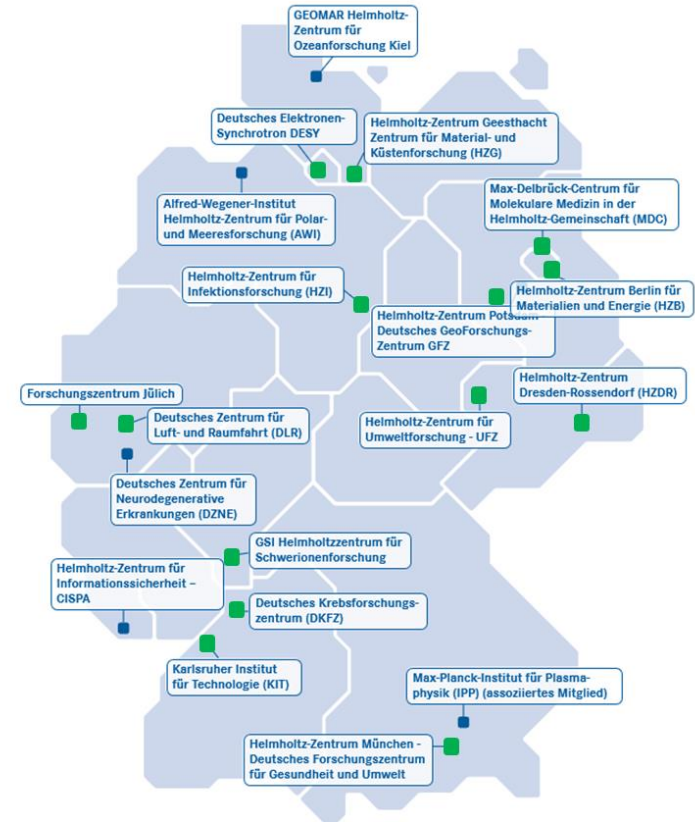 GEOMAR Helmholtz-
Zentrum für
Ozeanforschung Kiel
Deutsches Elektronen-
Synchrotron DESY
Helmholtz-Zentrum Geesthacht
Zentrum für Material- und
Küstenforschung (HZG)
Alfred-Wegener-Institut
Helmholtz-Zentrum für Polar-
und Meeresforschung (AWI)
Max-Delbrück-Centrum für
Molekulare Medizin in der
Helmholtz-Gemeinschaft (MDC)
Helmholtz-Zentrum für
Infektionsforschung (HZI)
Helmholtz-Zentrum Berlin für
Materialien und Energie (HZB)
Helmholtz-Zentrum Potsdam
Deutsches GeoForschungs-
Zentrum GFZ
Forschungszentrum Jülich
Deutsches Zentrum für
Luft- und Raumfahrt (DLR)
Helmholtz-Zentrum
Dresden-Rossendorf (HZDR)
Helmholtz-Zentrum für
Umweltforschung - UFZ
Deutsches Zentrum für
Neurodegenerative
Erkrankungen (DZNE)
GSI Helmholtzzentrum für
Schwerionenforschung
Helmholtz-Zentrum für
Informationssicherheit –
CISPA
Deutsches Krebsforschungs-
zentrum (DKFZ)
Karlsruher Institut
für Technologie (KIT)
Max-Planck-Institut für Plasma-
physik (IPP) (assoziiertes Mitglied)
Helmholtz-Zentrum München -
Deutsches Forschungszentrum
für Gesundheit und Umwelt